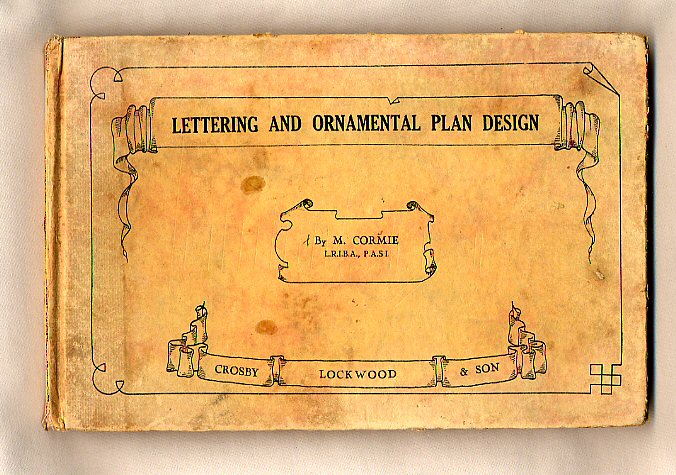 LETTERING AND ORNAMENTAL PLAN DESIGN
By M. CORMIE
L.R.I.B.A., P.A.S.I.
CROSBY LOCKWOOD & SON